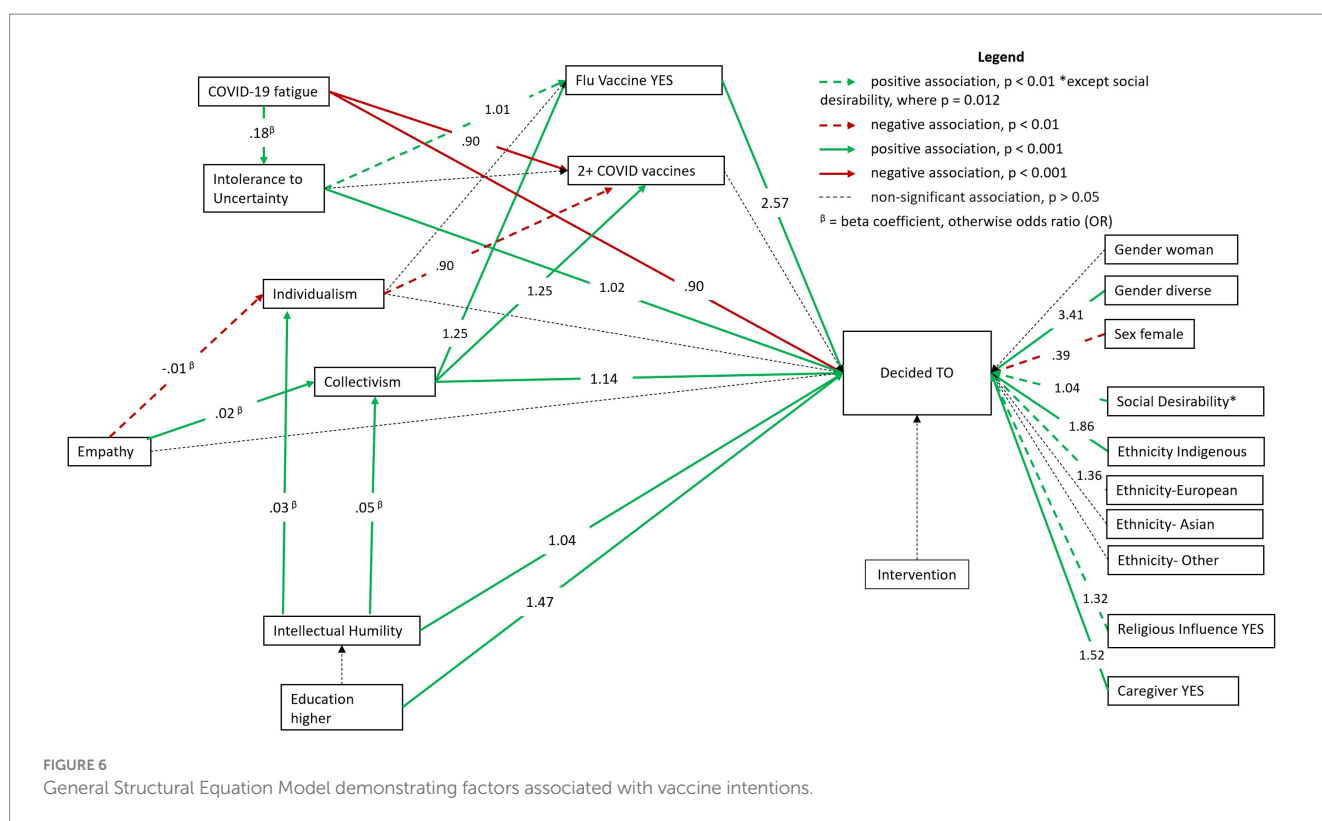 Legend
positive association, p < 0.01 *except social
desirability, where p = 0.012
negative association, p < 0.01
positive association, p < 0.001
negative association, p < 0.001
non-significant association, p > 0.05
β = beta coefficient, otherwise odds ratio (OR)
COVID-19 fatigue
.18β
Intolerance to
Uncertainty
Flu Vaccine YES
1.01
.90
2+ COVID vaccines
2.57
Individualism
.90
1.25
1.02
.90
1.25
-.01 β
Collectivism
1.14
.02 β
Empathy
.03 β
.05 β
1.04
1.47
Intellectual Humility
Education
higher
Decided TO
Intervention
Gender woman
Gender diverse
3.41
Sex female
.39
1.04
Social Desirability*
1.86
Ethnicity Indigenous
1.36
Ethnicity-European
Ethnicity- Asian
Ethnicity- Other
1.32
Religious Influence YES
1.52
Caregiver YES
FIGURE 6
General Structural Equation Model demonstrating factors associated with vaccine intentions.